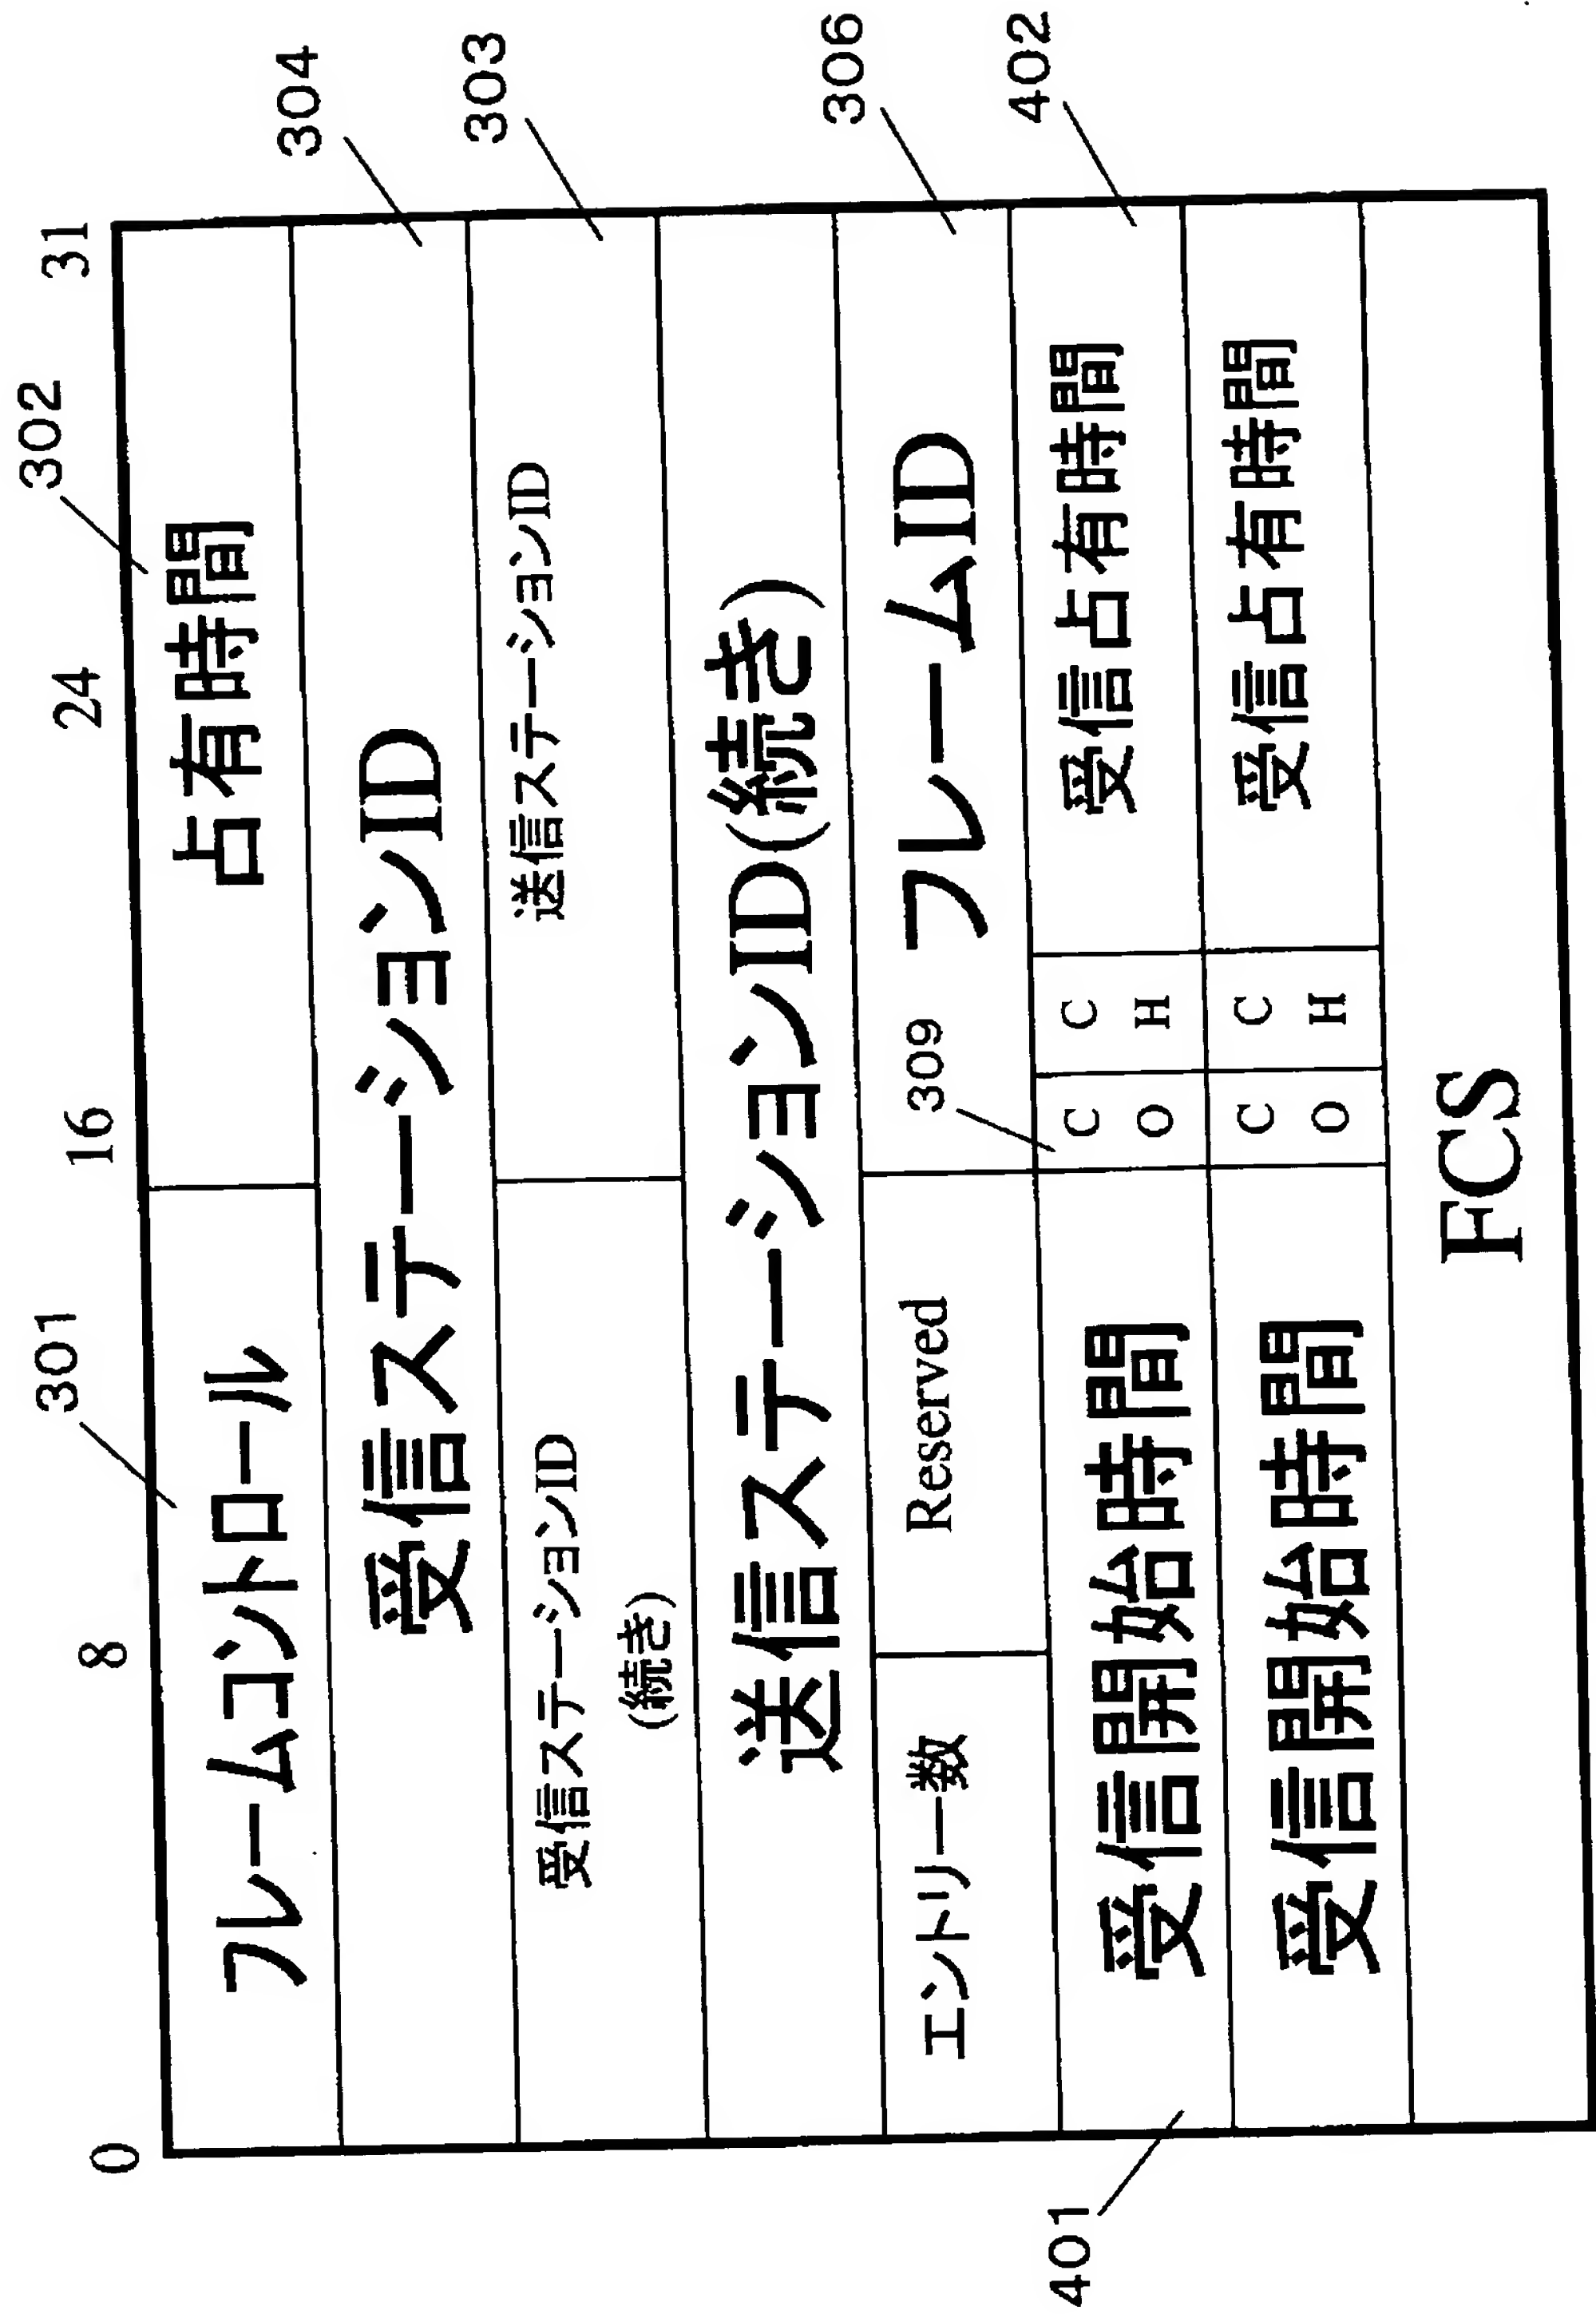 301
302
0
8
16
24
31
フレームコントロール
占有時間
受信ステーションID
304
受信ステーションID
(続き)
送信ステーションID
303
送信ステーションID(続き)
エントリー数
Reserved
309
フレームID
306
401
受信開始時間
C
O
C
H
受信占有時間
402
受信開始時間
C
O
C
H
受信占有時間
FCS